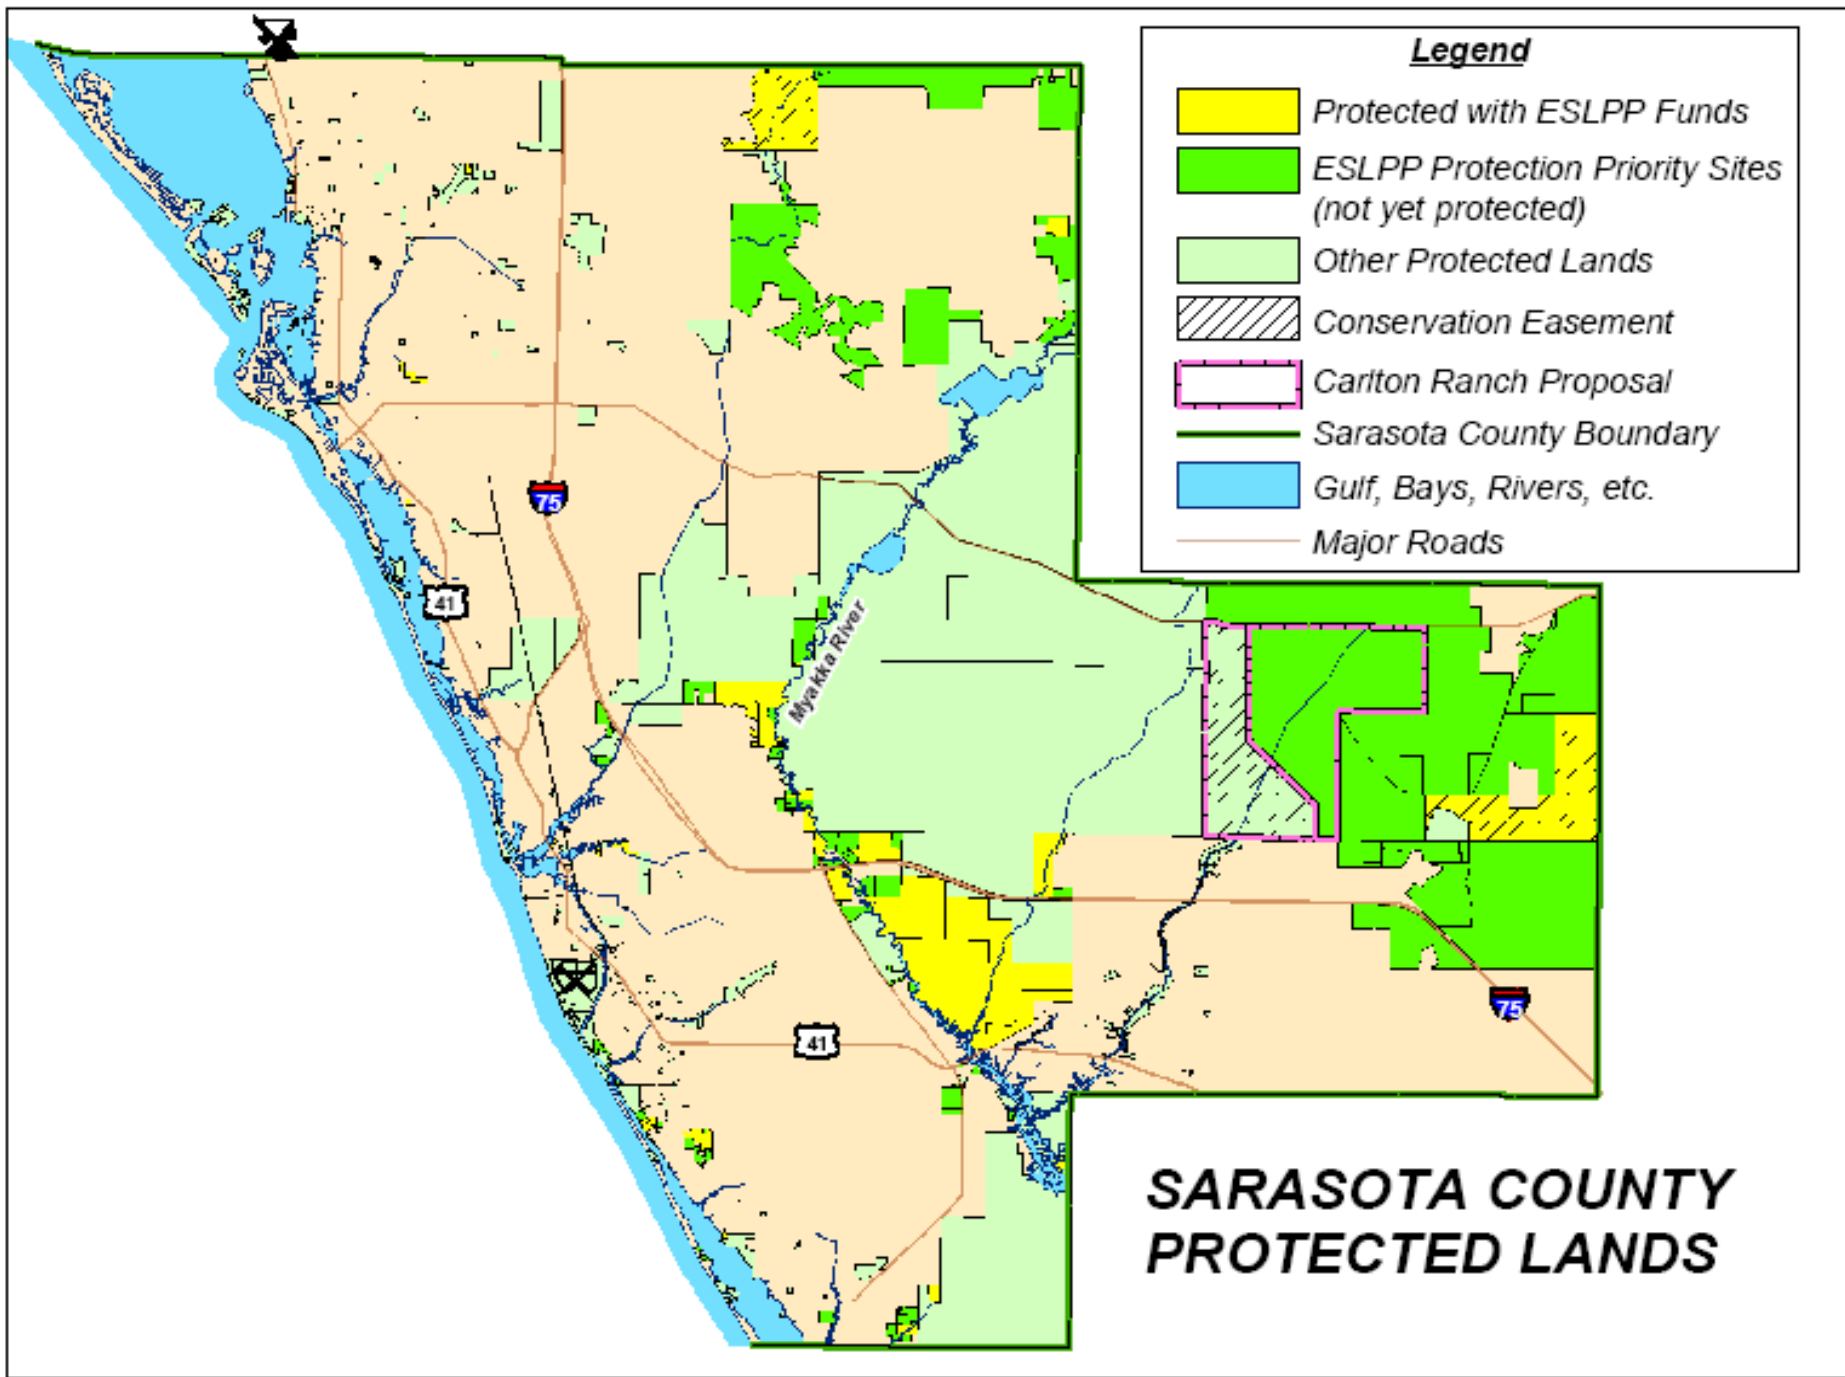 Legend
Protected with ESLPP Funds
ESLPP Protection Priority Sites
(not yet protected)
Other Protected Lands
Conservation Easement
Carlton Ranch Proposal
Sarasota County Boundary
Gulf, Bays, Rivers, etc.
Major Roads
75
41
Myakka River
75
41
SARASOTA COUNTY
PROTECTED LANDS